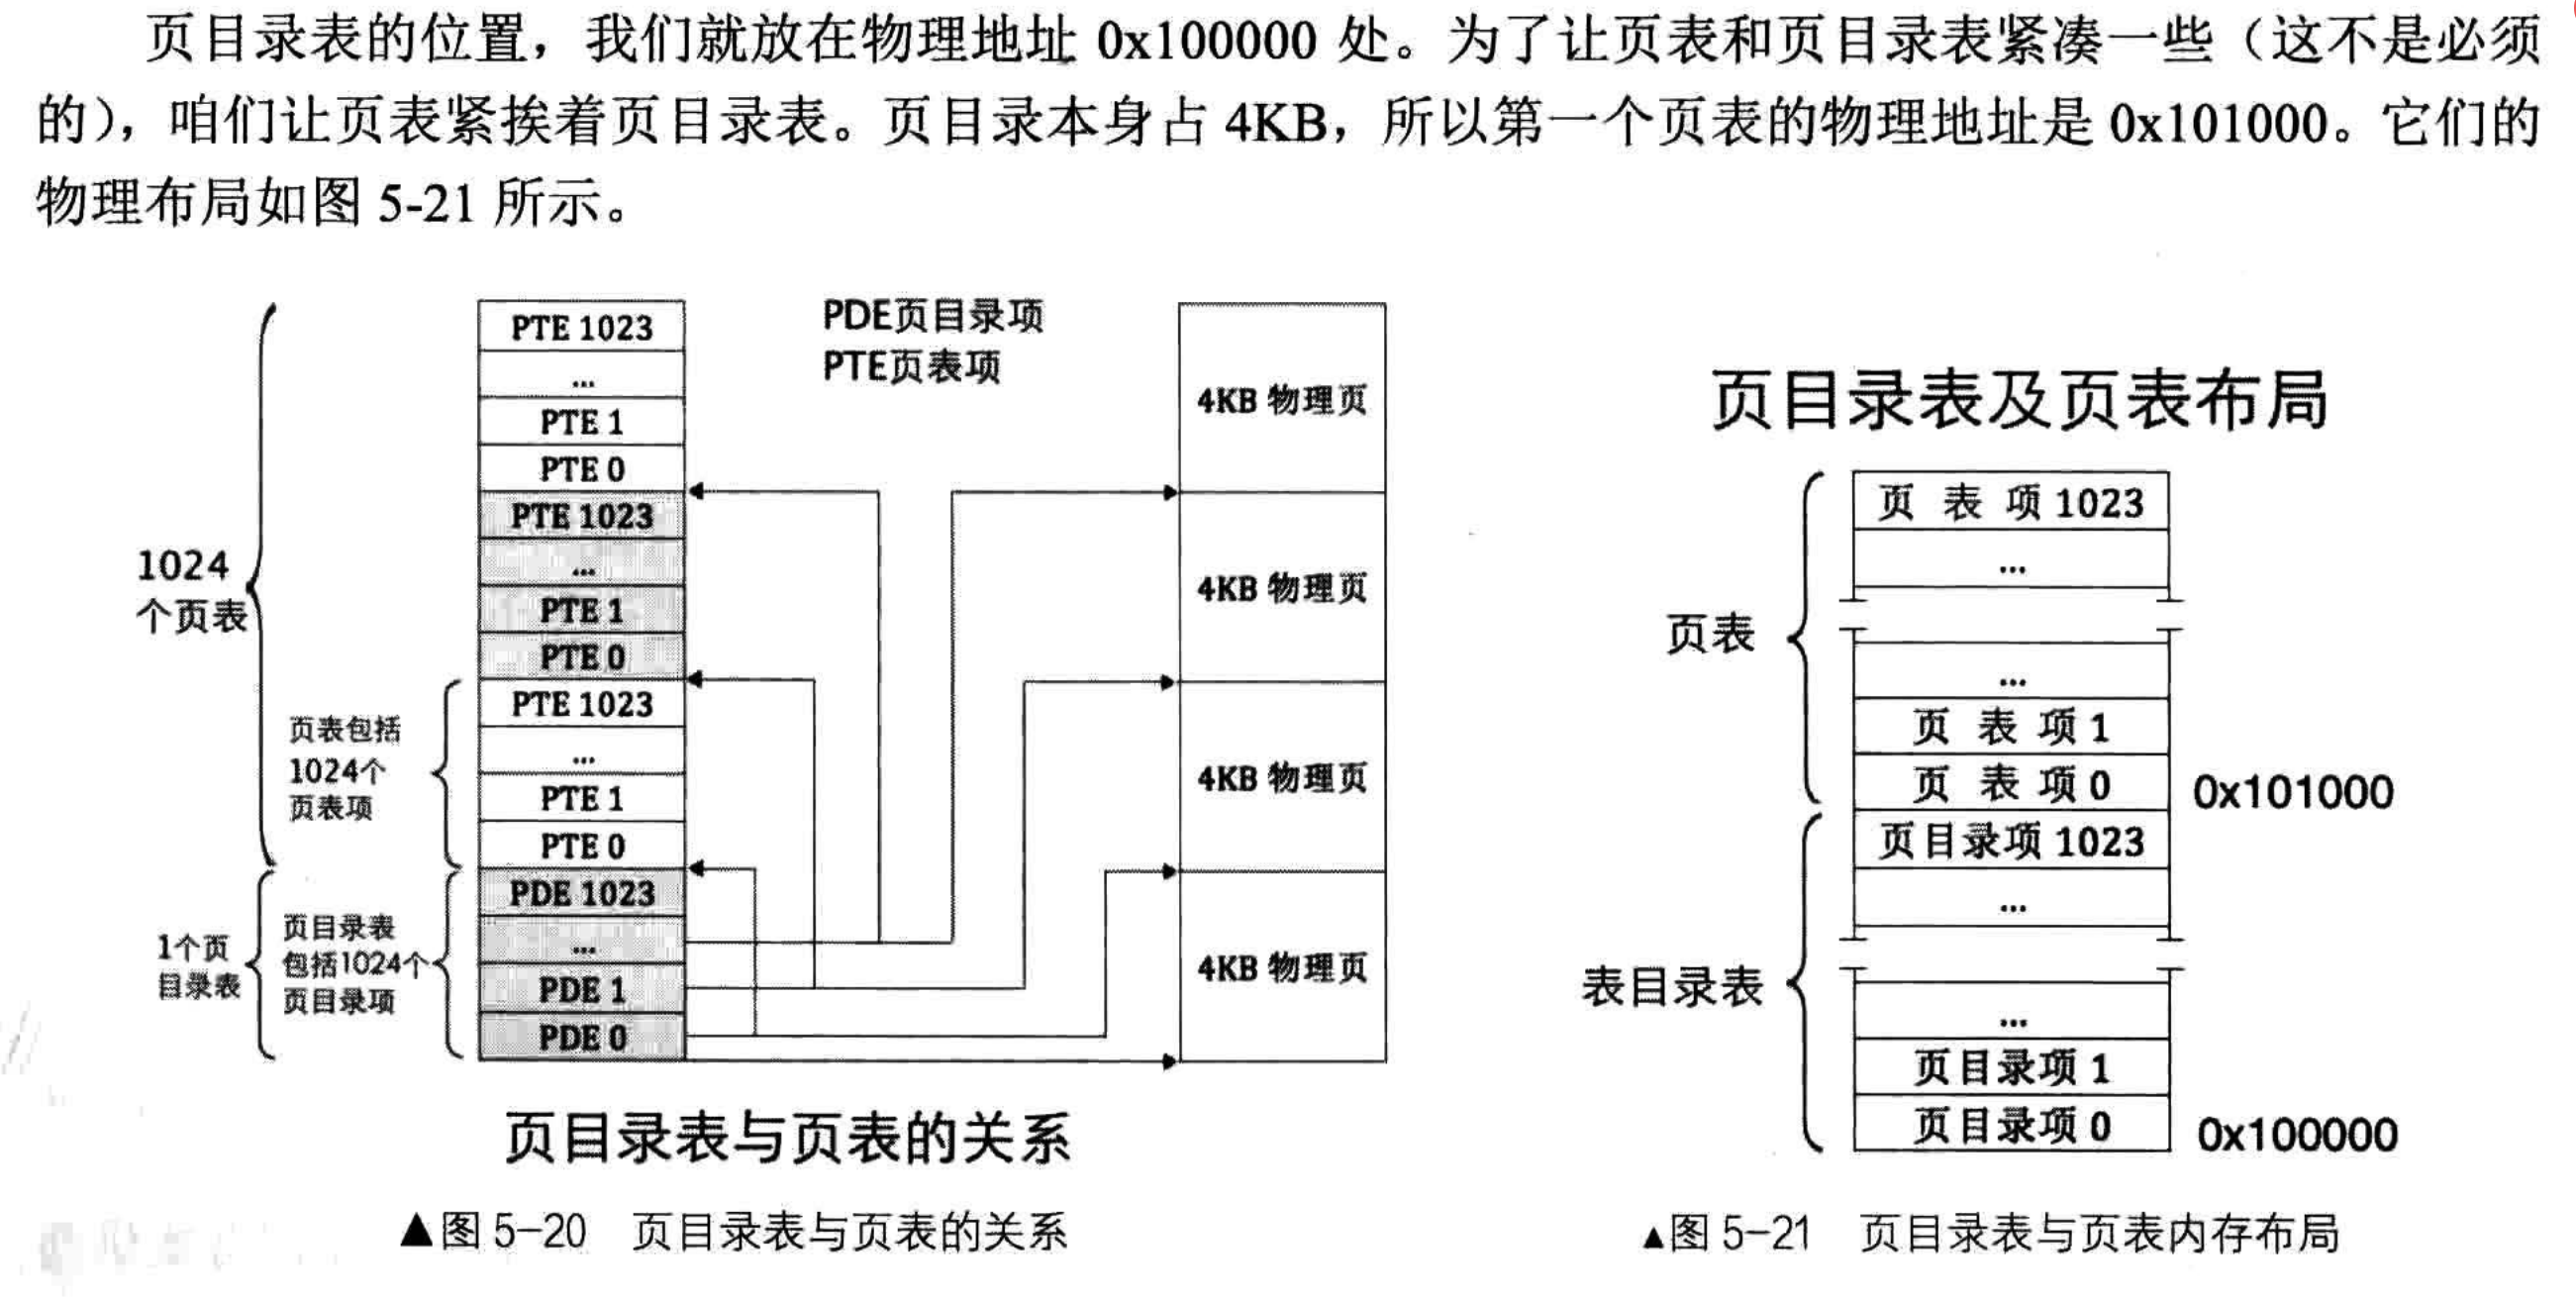 页目录表的位置，我们就放在物理地址 0x100000 处。为了让页表和页目录表紧凑一些（这不是必须
的），咱们让页表紧挨着页目录表。页目录本身占 4KB，所以第一个页表的物理地址是 0x101000。它们的
物理布局如图 5-21 所示。
PTE 1023
...
PTE 1
PTE 0
PTE 1023
...
PTE 1
PTE 0
PTE 1023
...
PTE 1
PTE 0
PDE 1023
...
PDE 1
PDE 0
1024
个页表
页表包括
1024个
页表项
1个页
目录表
页目录表
包括1024个
页目录项
PDE页目录项
PTE页表项
4KB 物理页
4KB 物理页
4KB 物理页
4KB 物理页
页目录表与页表的关系
▲图 5-20 页目录表与页表的关系
页目录表及页表布局
页表
页 表 项 1023
...
...
页 表 项 1
页 表 项 0
0x101000
表目录表
页目录项 1023
...
...
页目录项 1
页目录项 0
0x100000
▲图 5-21 页目录表与页表内存布局